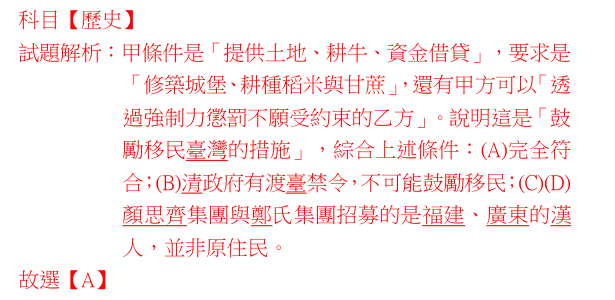 科目【歷史】
試題解析：甲條件是「提供土地、耕牛、資金借貸」，要求是
「修築城堡、耕種稻米與甘蔗」，還有甲方可以「透
過強制力懲罰不願受約束的乙方」。說明這是「鼓
勵移民臺灣的措施」，綜合上述條件：(A)完全符
合；(B)清政府有渡臺禁令，不可能鼓勵移民；(C)(D)
顏思齊集團與鄭氏集團招募的是福建、廣東的漢
人，並非原住民。
故選【A】